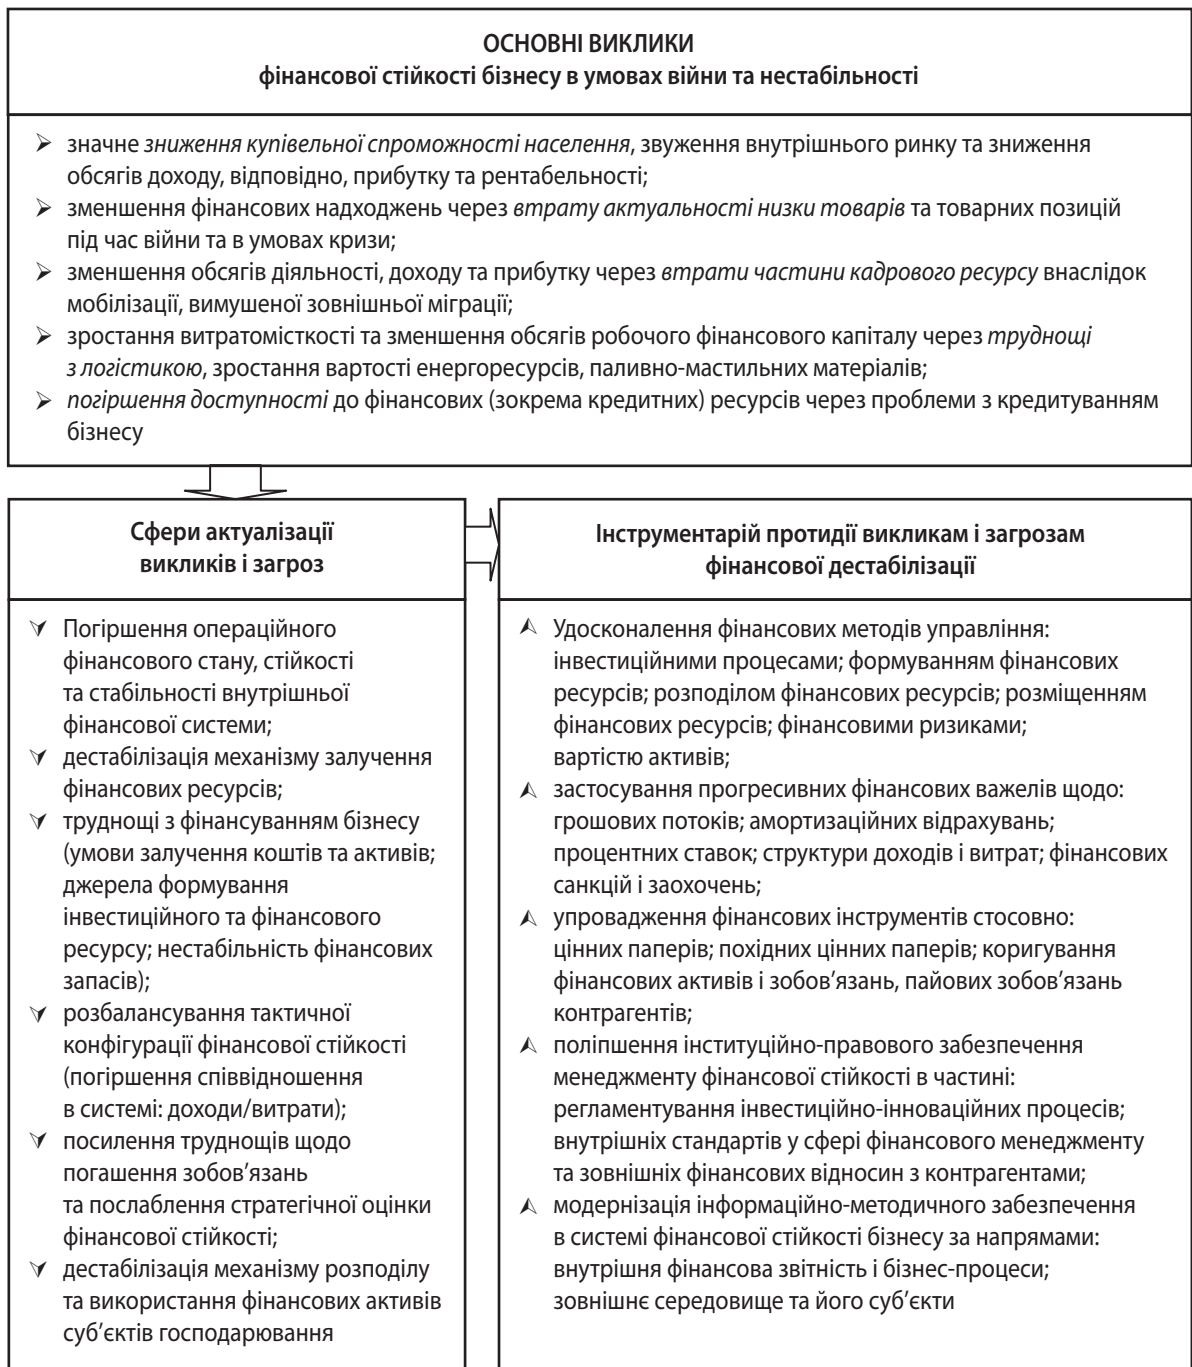 ОСНОВНІ ВИКЛИКИ
фінансової стійкості бізнесу в умовах війни та нестабільності
➢ значне зниження купівельної спроможності населення, звуження внутрішнього ринку та зниження
обсягів доходу, відповідно, прибутку та рентабельності;
➢ зменшення фінансових надходжень через втрату актуальності низки товарів та товарних позицій
під час війни та в умовах кризи;
➢ зменшення обсягів діяльності, доходу та прибутку через втрати частини кадрового ресурсу внаслідок
мобілізації, вимушеної зовнішньої міграції;
➢ зростання витратомісткості та зменшення обсягів робочого фінансового капіталу через труднощі
з логістикою, зростання вартості енергоресурсів, паливно-мастильних матеріалів;
➢ погіршення доступності до фінансових (зокрема кредитних) ресурсів через проблеми з кредитуванням
бізнесу
Сфери актуалізації
викликів і загроз
Погіршення операційного
фінансового стану, стійкості
та стабільності внутрішньої
фінансової системи;
дестабілізація механізму залучення
фінансових ресурсів;
труднощі з фінансуванням бізнесу
(умови залучення коштів та активів;
джерела формування
інвестиційного та фінансового
ресурсу; нестабільність фінансових
запасів);
розбалансування тактичної
конфігурації фінансової стійкості
(погіршення співвідношення
в системі: доходи/витрати);
посилення труднощів щодо
погашення зобов’язань
та послаблення стратегічної оцінки
фінансової стійкості;
дестабілізація механізму розподілу
та використання фінансових активів
суб’єктів господарювання
Інструментарій протидії викликам і загрозам
фінансової дестабілізації
Удосконалення фінансових методів управління:
інвестиційними процесами; формуванням фінансових
ресурсів; розподілом фінансових ресурсів; розміщенням
фінансових ресурсів; фінансовими ризиками;
вартістю активів;
застосування прогресивних фінансових важелів щодо:
грошових потоків; амортизаційних відрахувань;
процентних ставок; структури доходів і витрат; фінансових
санкцій і заохочень;
упровадження фінансових інструментів стосовно:
цінних паперів; похідних цінних паперів; коригування
фінансових активів і зобов’язань, пайових зобов’язань
контрагентів;
поліпшення інституційно-правового забезпечення
менеджменту фінансової стійкості в частині:
регламентування інвестиційно-інноваційних процесів;
внутрішніх стандартів у сфері фінансового менеджменту
та зовнішніх фінансових відносин з контрагентами;
модернізація інформаційно-методичного забезпечення
в системі фінансової стійкості бізнесу за напрямами:
внутрішня фінансова звітність і бізнес-процеси;
зовнішнє середовище та його суб’єкти